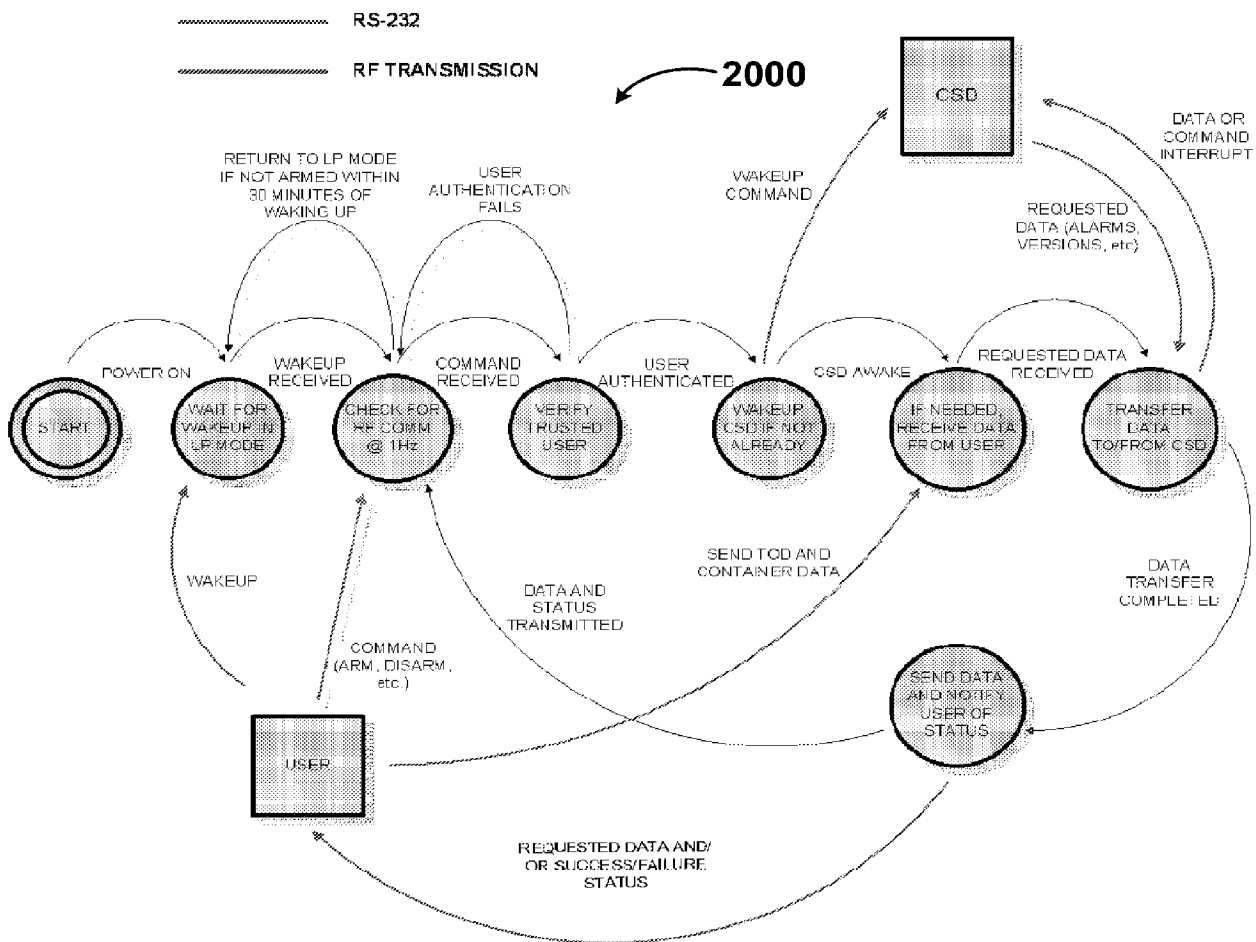 RS-232
RF TRANSMISSION
2000
CSD
DATA OR
COMMAND
INTERRUPT
RETURN TO LP MODE
IF NOT ARMED WITHIN
30 MINUTES OF
WAKING UP
USER
AUTHENTICATION
FAILS
WAKEUP
COMMAND
REQUESTED
DATA (ALARMS,
VERSIONS, etc)
POWER ON
WAKEUP
RECEIVED
COMMAND
RECEIVED
USER
AUTHENTICATED
CSD AWAKE
REQUESTED DATA
RECEIVED
START
WAIT FOR
WAKEUP IN
LP MODE
CHECK FOR
RF COMM
@ 1Hz
VERIFY
TRUSTED
USER
WAKEUP
CSD IF NOT
ALREADY
IF NEEDED,
RECEIVE DATA
FROM USER
TRANSFER
DATA
TO/FROM CSD
WAKEUP
COMMAND
(ARM, DISARM,
etc.)
DATA AND
STATUS
TRANSMITTED
SEND TOD AND
CONTAINER DATA
DATA
TRANSFER
COMPLETED
USER
SEND DATA
AND NOTIFY
USER OF
STATUS
REQUESTED DATA AND/
OR SUCCESS/FAILURE
STATUS